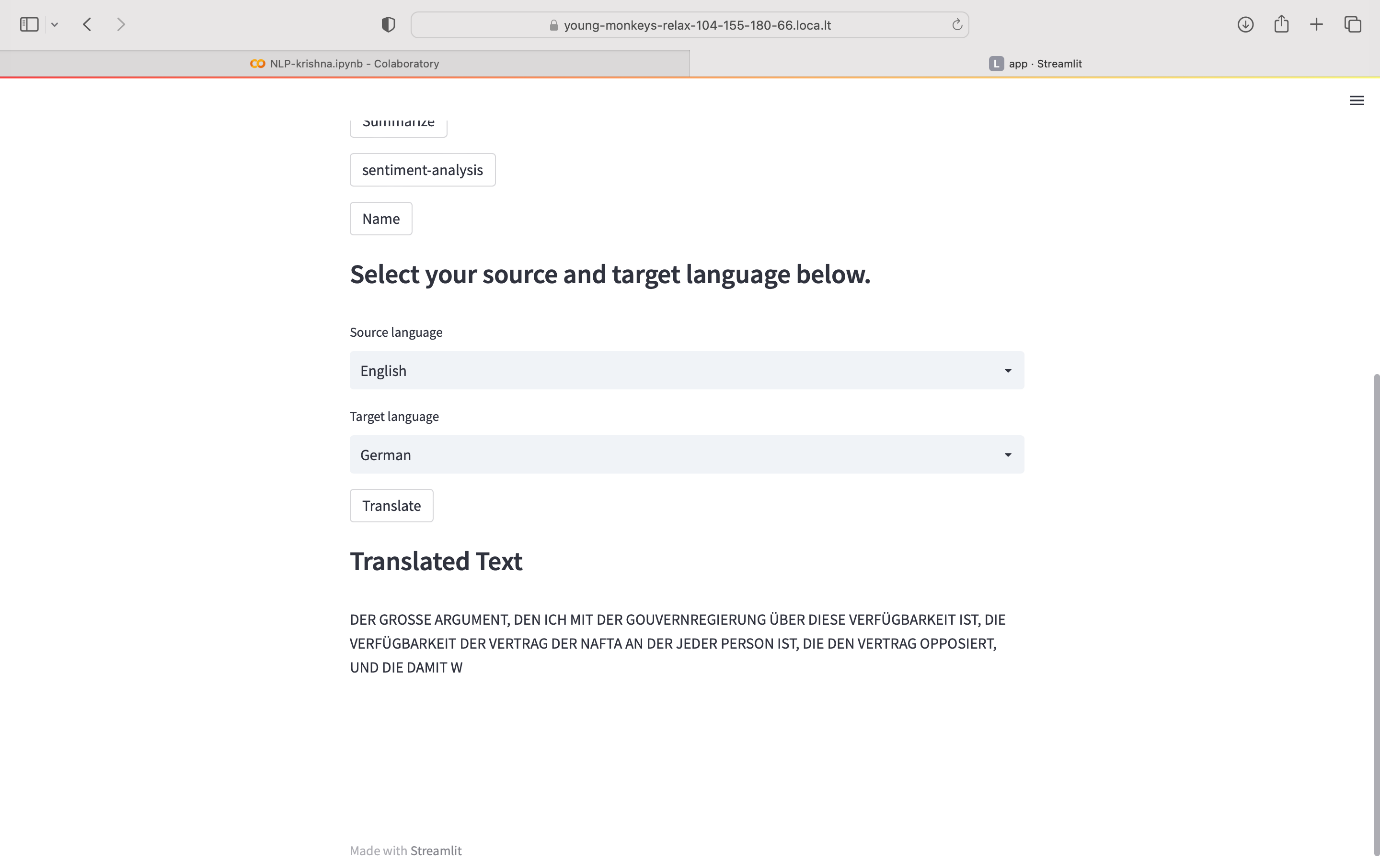 young-monkeys-relax-104-155-180-66.loca.lt
NLP-krishna.ipynb - Colaboratory
L app · Streamlit
Summarize
sentiment-analysis
Name
Select your source and target language below.
Source language
English
Target language
German
Translate
Translated Text
DER GROSSE ARGUMENT, DEN ICH MIT DER GOUVERNREGIERUNG ÜBER DIESE VERFÜGBARKEIT IST, DIE
VERFÜGBARKEIT DER VERTRAG DER NAFTA AN DER JEDER PERSON IST, DIE DEN VERTRAG OPPOSIERT,
UND DIE DAMIT W
Made with Streamlit